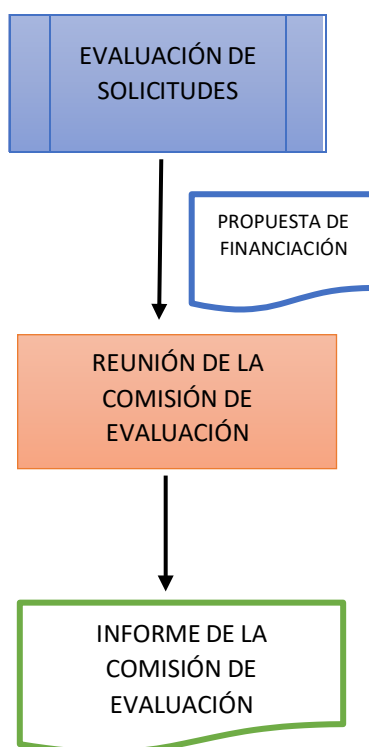 EVALUACIÓN DE
SOLICITUDES
PROPUESTA DE
FINANCIACIÓN
REUNIÓN DE LA
COMISIÓN DE
EVALUACIÓN
INFORME DE LA
COMISIÓN DE
EVALUACIÓN